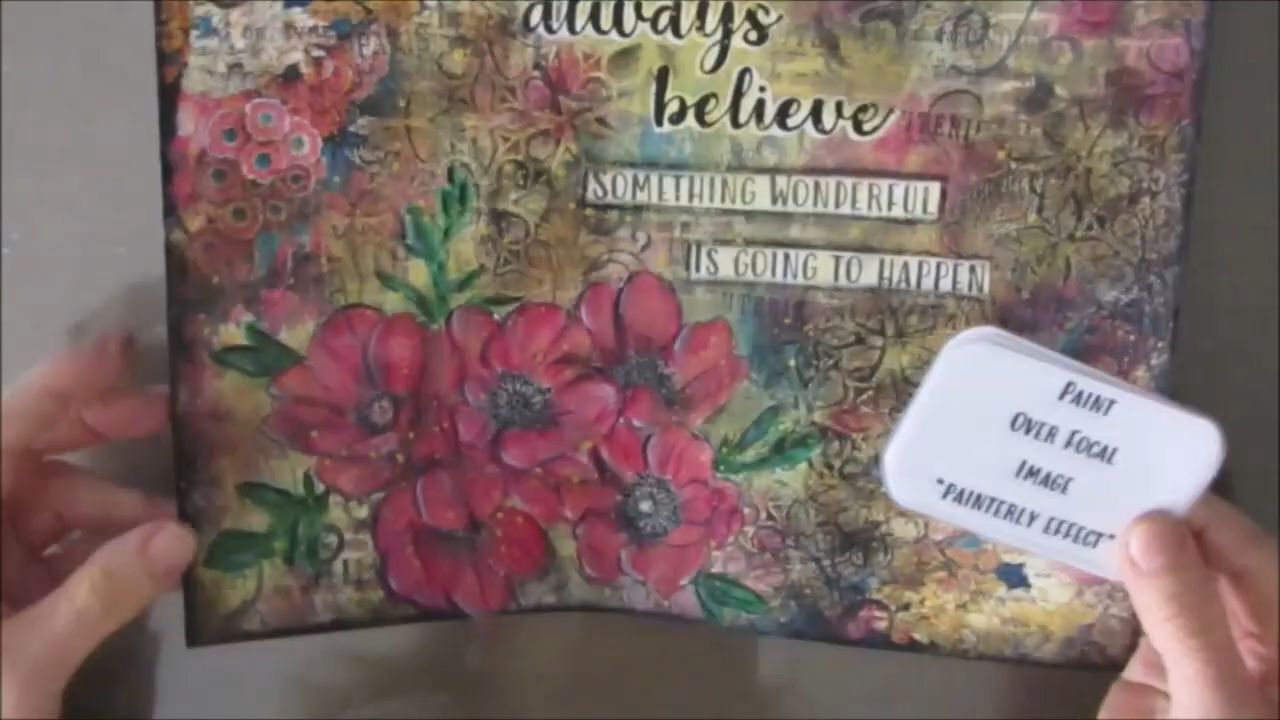 always
believe
SOMETHING WONDERFUL
IS GOING TO HAPPEN
PAINT
OVER FOCAL
IMAGE
"PAINTERLY EFFECT"